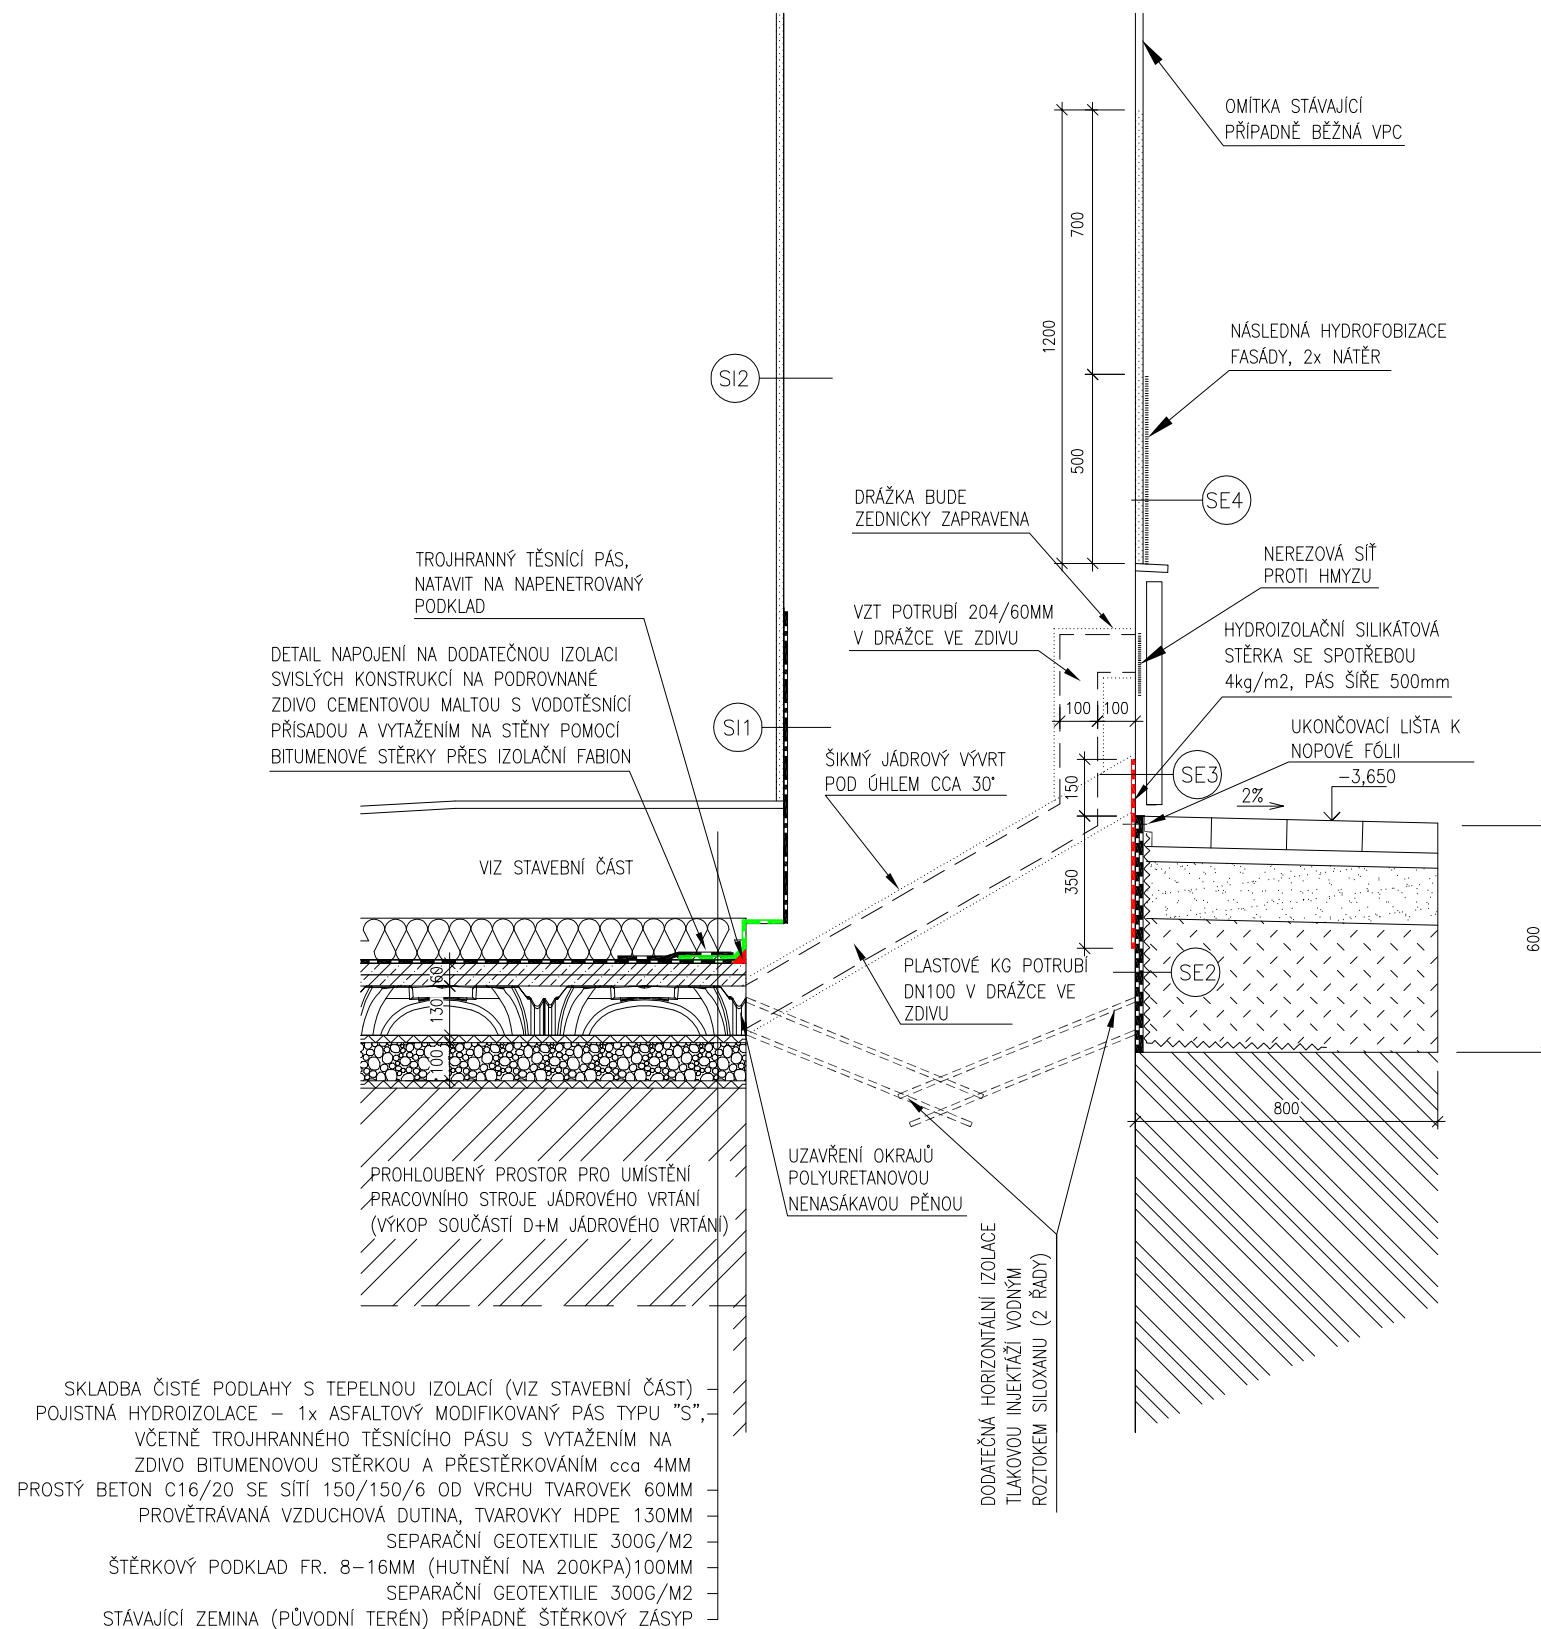 OMÍTKA STÁVAJÍCÍ
PŘÍPADNĚ BĚŽNÁ VPC
700
1200
500
NÁSLEDNÁ HYDROFOBIZACE
FASÁDY, 2x NÁTĚR
SI2
SE4
DRÁŽKA BUDE
ZEDNICKY ZAPRAVENA
NEREZOVÁ SÍŤ
PROTI HMYZU
TROJHRANNÝ TĚSNÍCÍ PÁS,
NATAVIT NA NAPENETROVANÝ
PODKLAD
VZT POTRUBÍ 204/60MM
V DRÁŽCE VE ZDIVU
HYDROIZOLAČNÍ SILIKÁTOVÁ
STĚRKA SE SPOTŘEBOU
4kg/m2, PÁS ŠÍŘE 500mm
DETAIL NAPOJENÍ NA DODATEČNOU IZOLACI
SVISLÝCH KONSTRUKCÍ NA PODROVNANÉ
ZDIVO CEMENTOVOU MALTOU S VODOTĚSNÍCÍ
PŘÍSADOU A VYTAŽENÍM NA STĚNY POMOCÍ
BITUMENOVÉ STĚRKY PŘES IZOLAČNÍ FABION
SI1
100
100
UKONČOVACÍ LIŠTA K
NOPOVÉ FÓLII
ŠIKMÝ JÁDROVÝ VÝVRT
POD ÚHLEM CCA 30°
SE3
150
-3,650
2%
VIZ STAVEBNÍ ČÁST
350
600
PLASTOVÉ KG POTRUBÍ
DN100 V DRÁŽCE VE
ZDIVU
SE2
60
130
100
800
UZAVŘENÍ OKRAJŮ
POLYURETANOVOU
NENASÁKAVOU PĚNOU
PROHLOUBENÝ PROSTOR PRO UMÍSTĚNÍ
PRACOVNÍHO STROJE JÁDROVÉHO VRTÁNÍ
(VÝKOP SOUČÁSTÍ D+M JÁDROVÉHO VRTÁNÍ)
DODATEČNÁ HORIZONTÁLNÍ IZOLACE
TLAKOVOU INJEKTÁŽÍ VODNÝM
ROZTOKEM SILOXANU (2 ŘADY)
SKLADBA ČISTÉ PODLAHY S TEPELNOU IZOLACÍ (VIZ STAVEBNÍ ČÁST)
POJISTNÁ HYDROIZOLACE – 1x ASFALTOVÝ MODIFIKOVANÝ PÁS TYPU "S",
VČETNĚ TROJHRANNÉHO TĚSNÍCÍHO PÁSU S VYTAŽENÍM NA
ZDIVO BITUMENOVOU STĚRKOU A PŘESTĚRKOVÁNÍM cca 4MM
PROSTÝ BETON C16/20 SE SÍTÍ 150/150/6 OD VRCHU TVAROVEK 60MM
PROVĚTRÁVANÁ VZDUCHOVÁ DUTINA, TVAROVKY HDPE 130MM
SEPARAČNÍ GEOTEXTILIE 300G/M2
ŠTĚRKOVÝ PODKLAD FR. 8-16MM (HUTNĚNÍ NA 200KPA)100MM
SEPARAČNÍ GEOTEXTILIE 300G/M2
STÁVAJÍCÍ ZEMINA (PŮVODNÍ TERÉN) PŘÍPADNĚ ŠTĚRKOVÝ ZÁSYP